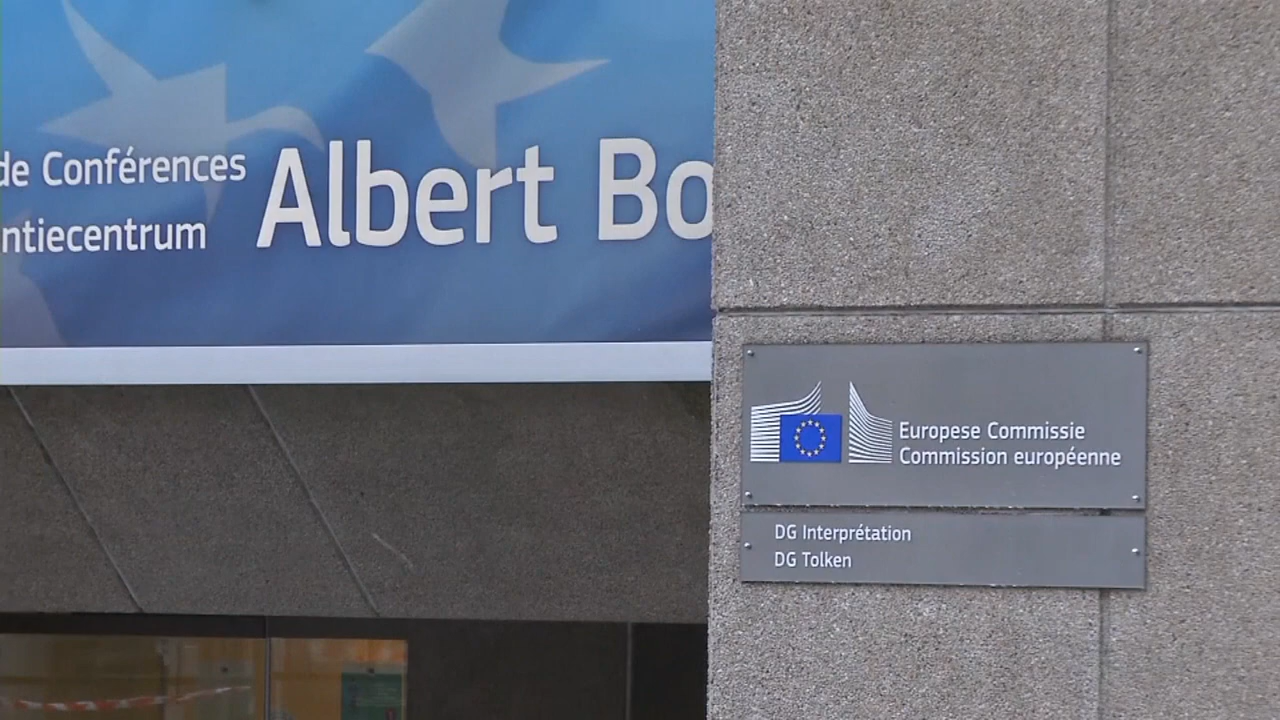 de Conférences
ntiecentrum
Albert Bo
Europese Commissie
Commission européenne
DG Interprétation
DG Tolken